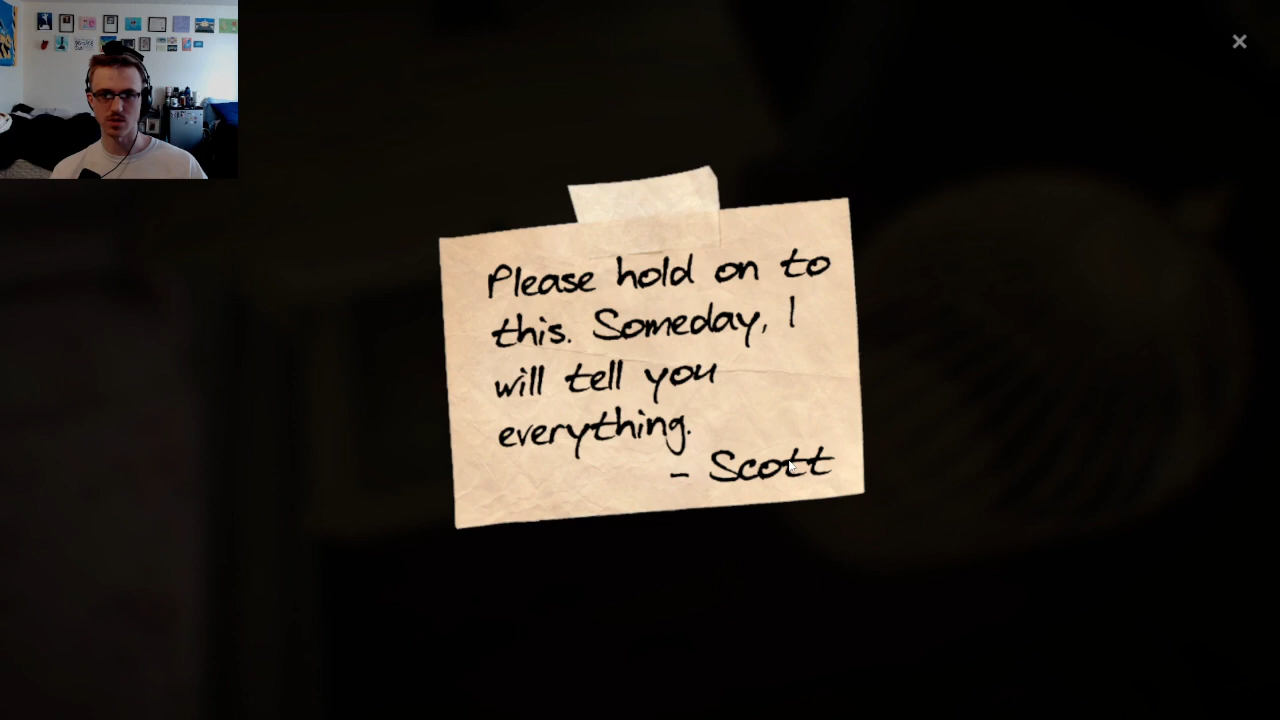 Please hold on to
this. Someday, I
will tell you
everything.
- Scott